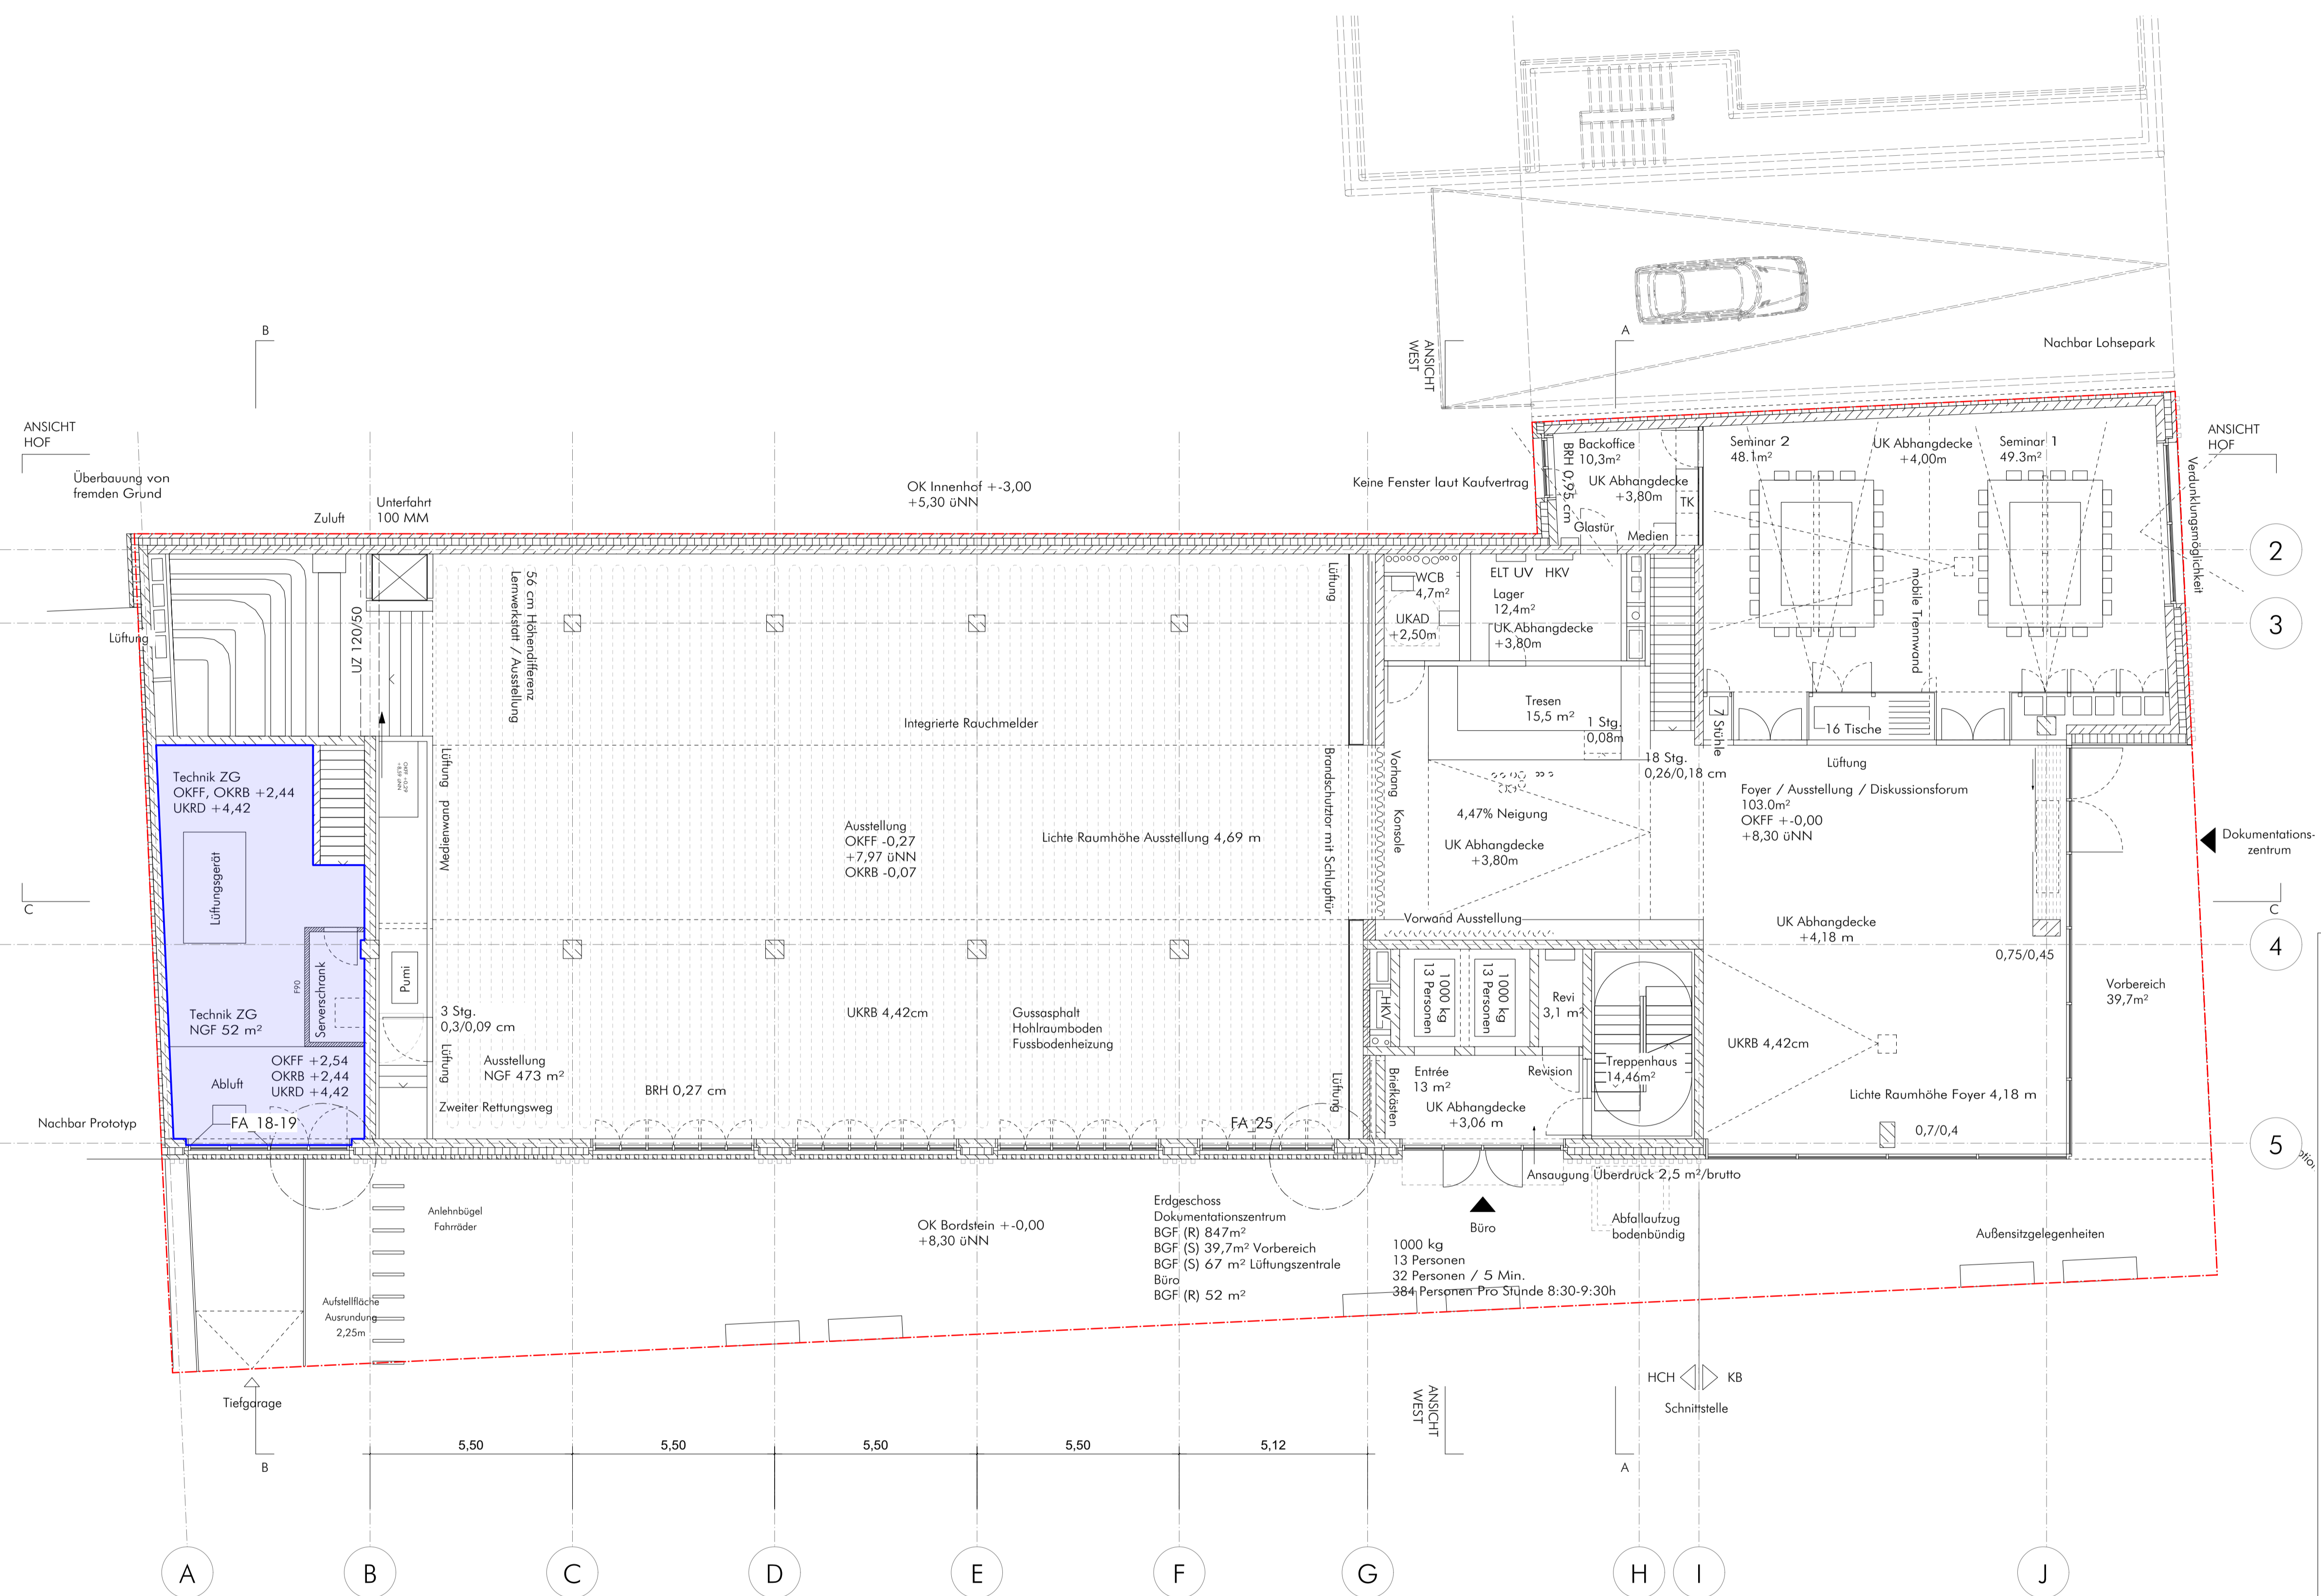 B
A
ANSICHT
WEST
Nachbar Lohsepark
ANSICHT
HOF
ANSICHT
HOF
Überbauung von
fremden Grund
Zuluft
Unterfahrt
100 MM
OK Innenhof +-3,00
+5,30 üNN
Keine Fenster laut Kaufvertrag
BRH 0,95 cm
Backoffice
10,3m²
UK Abhangdecke
+3,80m
TK
Glastür
Medien
Seminar 2
48.1m²
UK Abhangdecke
+4,00m
Seminar 1
49.3m²
Verdunklungsmöglichkeit
mobile Trennwand
2
3
Lüftung
UZ 120/50
56 cm Höhendifferenz
Lernwerkstatt / Ausstellung
Lüftung
WCB
4,7m²
UKAD
+2,50m
ELT UV
HKV
Lager
12,4m²
UK Abhangdecke
+3,80m
Tresen
15,5 m²
1 Stg.
0,08m
7 Stühle
16 Tische
18 Stg.
0,26/0,18 cm
Lüftung
Integrierte Rauchmelder
Technik ZG
OKFF, OKRB +2,44
UKRD +4,42
Lüftungsgerät
OKFF +0,29
+8,59 üNN
Lüftung
Medienwand
Ausstellung
OKFF -0,27
+7,97 üNN
OKRB -0,07
Lichte Raumhöhe Ausstellung 4,69 m
Brandschutztor mit Schlupftür
Vorhang
Konsole
4,47% Neigung
UK Abhangdecke
+3,80m
Foyer / Ausstellung / Diskussionsforum
103.0m²
OKFF +-0,00
+8,30 üNN
Dokumentations-
zentrum
C
C
Vorwand Ausstellung
UK Abhangdecke
+4,18 m
4
0,75/0,45
Vorbereich
39,7m²
Technik ZG
NGF 52 m²
F90
Serverschrank
Pumi
3 Stg.
0,3/0,09 cm
UKRB 4,42cm
Gussasphalt
Hohlraumboden
Fussbodenheizung
HKV
1000 kg
13 Personen
1000 kg
13 Personen
Revi
3,1 m²
UKRB 4,42cm
OKFF +2,54
OKRB +2,44
UKRD +4,42
Abluft
FA_18-19
Lüftung
Ausstellung
NGF 473 m²
Zweiter Rettungsweg
BRH 0,27 cm
FA_25
Lüftung
Briefkästen
Entrée
13 m²
Revision
UK Abhangdecke
+3,06 m
Treppenhaus
14,46m²
Lichte Raumhöhe Foyer 4,18 m
0,7/0,4
Nachbar Prototyp
5
Ansaugung Überdruck 2,5 m²/brutto
Anlehnbügel
Fahrräder
OK Bordstein +-0,00
+8,30 üNN
Erdgeschoss
Dokumentationszentrum
BGF (R) 847m²
BGF (S) 39,7m² Vorbereich
BGF (S) 67 m² Lüftungszentrale
Büro
BGF (R) 52 m²
Büro
Abfallaufzug
bodenbündig
Außensitzgelegenheiten
1000 kg
13 Personen
32 Personen / 5 Min.
384 Personen Pro Stunde 8:30-9:30h
Aufstellfläche
Ausrundung
2,25m
Tiefgarage
HCH
KB
Schnittstelle
ANSICHT
WEST
5,50
5,50
5,50
5,50
5,12
B
A
A
B
C
D
E
F
G
H
I
J